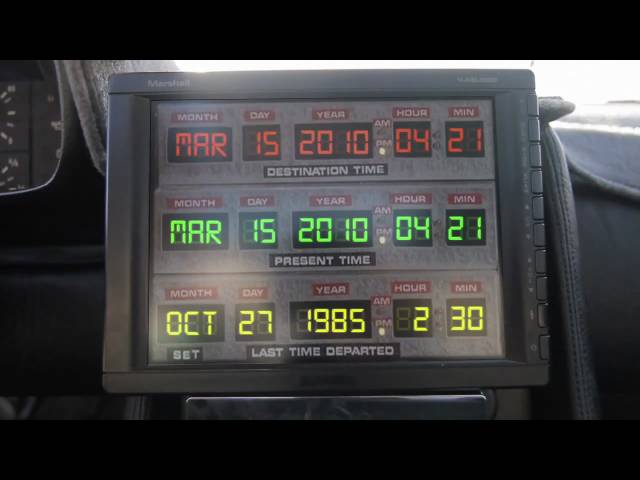 Marshall
MONTH DAY YEAR HOUR MIN
MAR 15 2010 AM PM 04 21
DESTINATION TIME
MONTH DAY YEAR HOUR MIN
MAR 15 2010 AM PM 04 21
PRESENT TIME
MONTH DAY YEAR HOUR MIN
OCT 27 1985 AM PM 2 30
SET LAST TIME DEPARTED